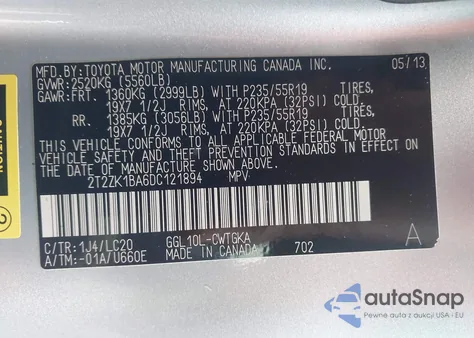 MFD.BY:TOYOTA MOTOR MANUFACTURING CANADA INC. 05/13
GVWR:2520KG (5560LB)
GAWR:FRT. 1360KG (2999LB)WITH P235/55R19
19X7 1/2J RIMS, AT 220KPA (32PSI) COLD.
RR. 1385KG (3056LB)WITH P235/55R19
19X7 1/2J RIMS, AT 220KPA (32PSI) COLD.
THIS VEHICLE CONFORMS TO ALL APPLICABLE FEDERAL MOTOR
VEHICLE SAFETY AND THEFT PREVENTION STANDARDS IN EFFECT ON
THE DATE OF MANUFACTURE SHOWN ABOVE.
2T2ZK1BA6DC121894 MPV
C/TR:1J4/LC20 GGL10L-CWTGKA
A/TM:-01A/U660E MADE IN CANADA 702 A
2
autoSnap
Pewne auta z aukcji USA i EU